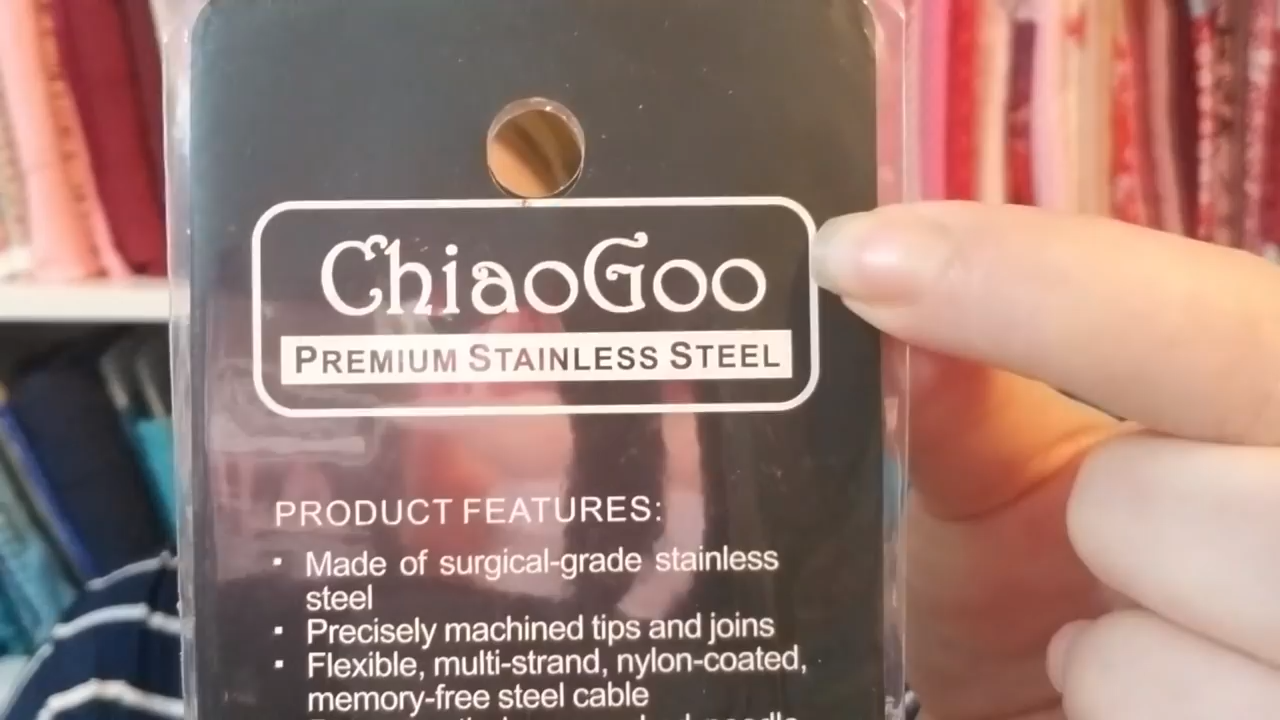 ChiaoGoo
PREMIUM STAINLESS STEEL
PRODUCT FEATURES:
· Made of surgical-grade stainless
steel
· Precisely machined tips and joins
· Flexible, multi-strand, nylon-coated,
memory-free steel cable